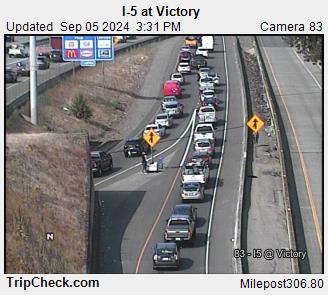 I-5 at Victory
Updated Sep 05 2024 3:31 PM Camera 83
N
83 - I5 @ Victory
TripCheck.com Milepost306.80